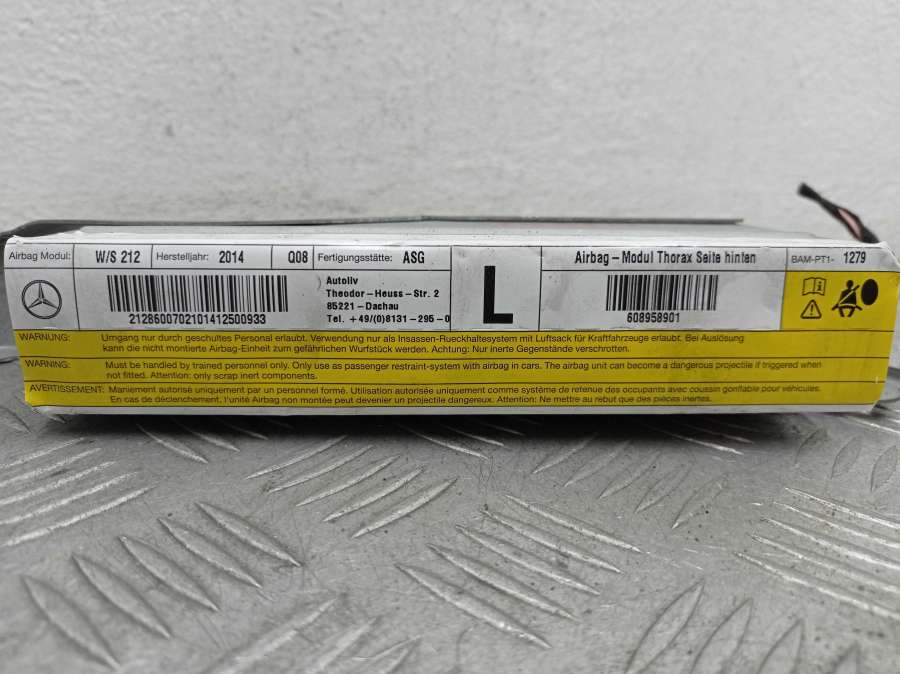 Airbag Modul: W/S 212 Herstelljahr: 2014 Q08 Fertigungsstätte: ASG L Airbag-Modul Thorax Seite hinten BAM-PT1- 1279
2128600702101412500933
Autoliv
Theodor-Heuss-Str. 2
85221-Dachau
Tel. +49/(0)8131-295-0
608958901
WARNUNG: Umgang nur durch geschultes Personal erlaubt. Verwendung nur als Insassen-Rueckhaltesystem mit Luftsack für Kraftfahrzeuge erlaubt. Bei Auslösung
kann die nicht montierte Airbag-Einheit zum gefährlichen Wurfstück werden. Achtung: Nur inerte Gegenstände verschrotten.
WARNING: Must be handled by trained personnel only. Only use as passenger restraint-system with airbag in cars. The airbag unit can become a dangerous projectile if triggered when
not fitted. Attention: only scrap inert components.
AVERTISSEMENT: Maniement autorisé uniquement par un personnel formé. Utilisation autorisée uniquement comme système de retenue des occupants avec coussin gonflable pour véhicules.
En cas de déclenchement, l'unité Airbag non montée peut devenir un projectile dangereux. Attention: Ne mettre au rebut que des pièces inertes.